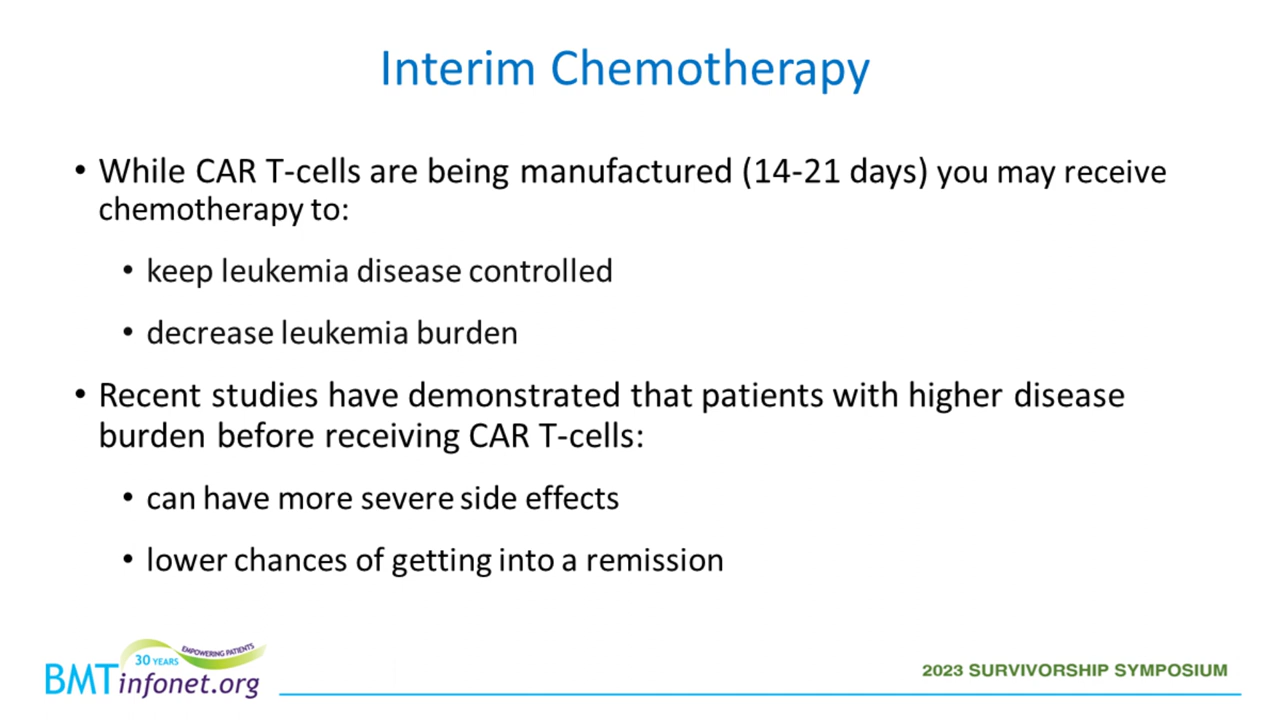 Interim Chemotherapy
• While CAR T-cells are being manufactured (14-21 days) you may receive
chemotherapy to:
• keep leukemia disease controlled
• decrease leukemia burden
• Recent studies have demonstrated that patients with higher disease
burden before receiving CAR T-cells:
• can have more severe side effects
• lower chances of getting into a remission
30 YEARS EMPOWERING PATIENTS
BMTinfonet.org
2023 SURVIVORSHIP SYMPOSIUM